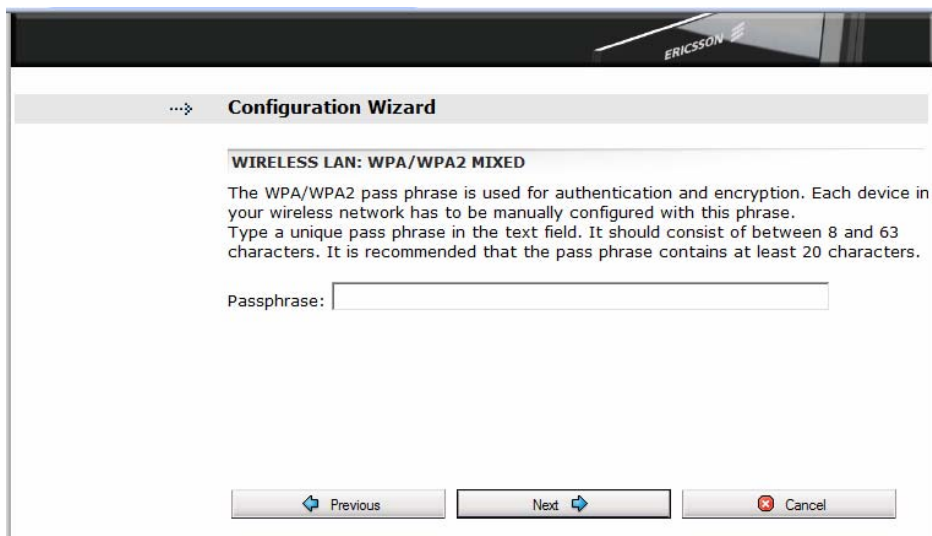 ERICSSON
Configuration Wizard
WIRELESS LAN: WPA/WPA2 MIXED
The WPA/WPA2 pass phrase is used for authentication and encryption. Each device in
your wireless network has to be manually configured with this phrase.
Type a unique pass phrase in the text field. It should consist of between 8 and 63
characters. It is recommended that the pass phrase contains at least 20 characters.
Passphrase:
Previous
Next
Cancel